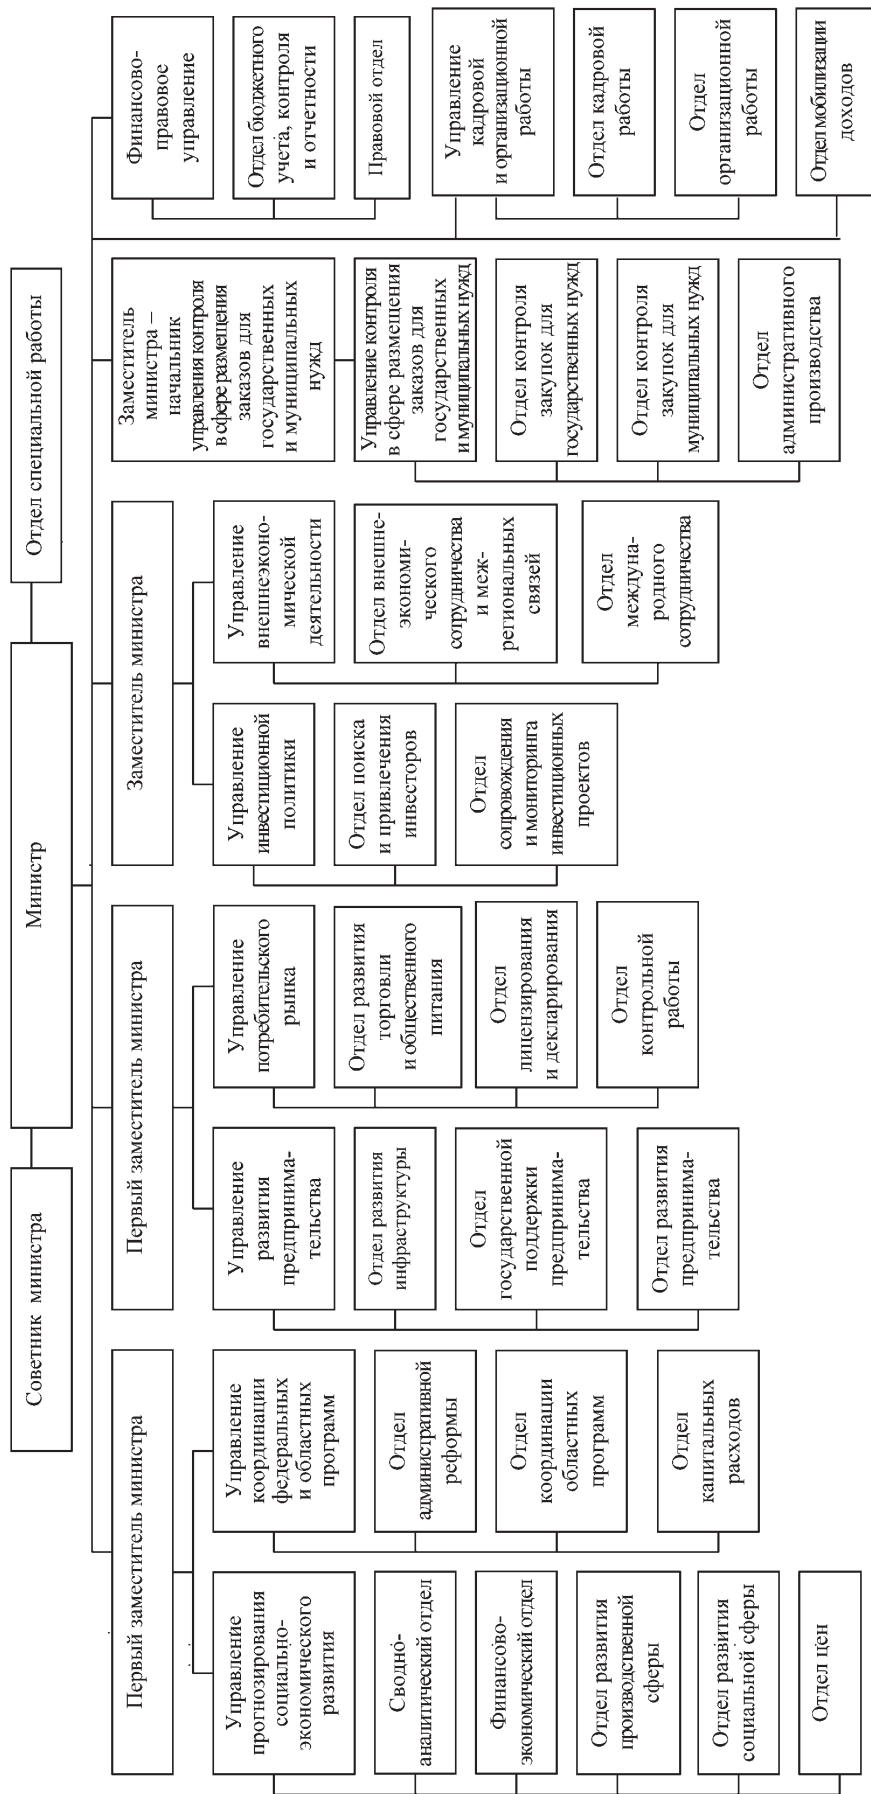 Советник министра
Министр
Отдел специальной работы
Первый заместитель министра
Управление
прогнозирования
социально-
экономического
развития
Сводно-
аналитический отдел
Финансово-
экономический отдел
Отдел развития
производственной
сферы
Отдел развития
социальной сферы
Отдел цен
Управление
координации
федеральных
и областных
программ
Отдел
административной
реформы
Отдел
координации
областных
программ
Отдел
капитальных
расходов
Первый заместитель министра
Управление
развития
предпринима-
тельства
Отдел развития
инфраструктуры
Отдел
государственной
поддержки
предпринима-
тельства
Отдел развития
предпринима-
тельства
Управление
потребительского
рынка
Отдел развития
торговли
и общественного
питания
Отдел
лицензирования
и декларирования
Отдел
контрольной
работы
Заместитель министра
Управление
инвестиционной
политики
Отдел поиска
и привлечения
инвесторов
Отдел
сопровождения
и мониторинга
инвестиционных
проектов
Управление
внешнеэконо-
мической
деятельности
Отдел внешне-
экономи-
ческого
сотрудничества
и меж-
региональных
связей
Отдел
междуна-
родного
сотрудничества
Заместитель
министра –
начальник
управления контроля
в сфере размещения
заказов для
государственных
и муниципальных
нужд
Управление контроля
в сфере размещения
заказов для
государственных
и муниципальных нужд
Отдел контроля
закупок для
государственных нужд
Отдел контроля
закупок для
муниципальных нужд
Отдел
административного
производства
Финансово-
правовое
управление
Отдел бюджетного
учета, контроля
и отчетности
Правовой отдел
Управление
кадровой
и организационной
работы
Отдел кадровой
работы
Отдел
организационной
работы
Отдел мобилизации
доходов